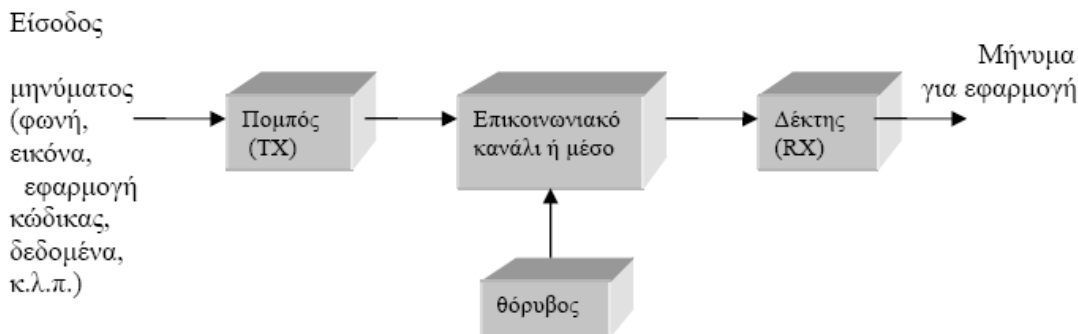 Είσοδος
μηνύματος
(φωνή,
εικόνα,
εφαρμογή
κώδικας,
δεδομένα,
κ.λ.π.)
Πομπός
(TX)
Επικοινωνιακό
κανάλι ή μέσο
Δέκτης
(RX)
Μήνυμα
για εφαρμογή
θόρυβος